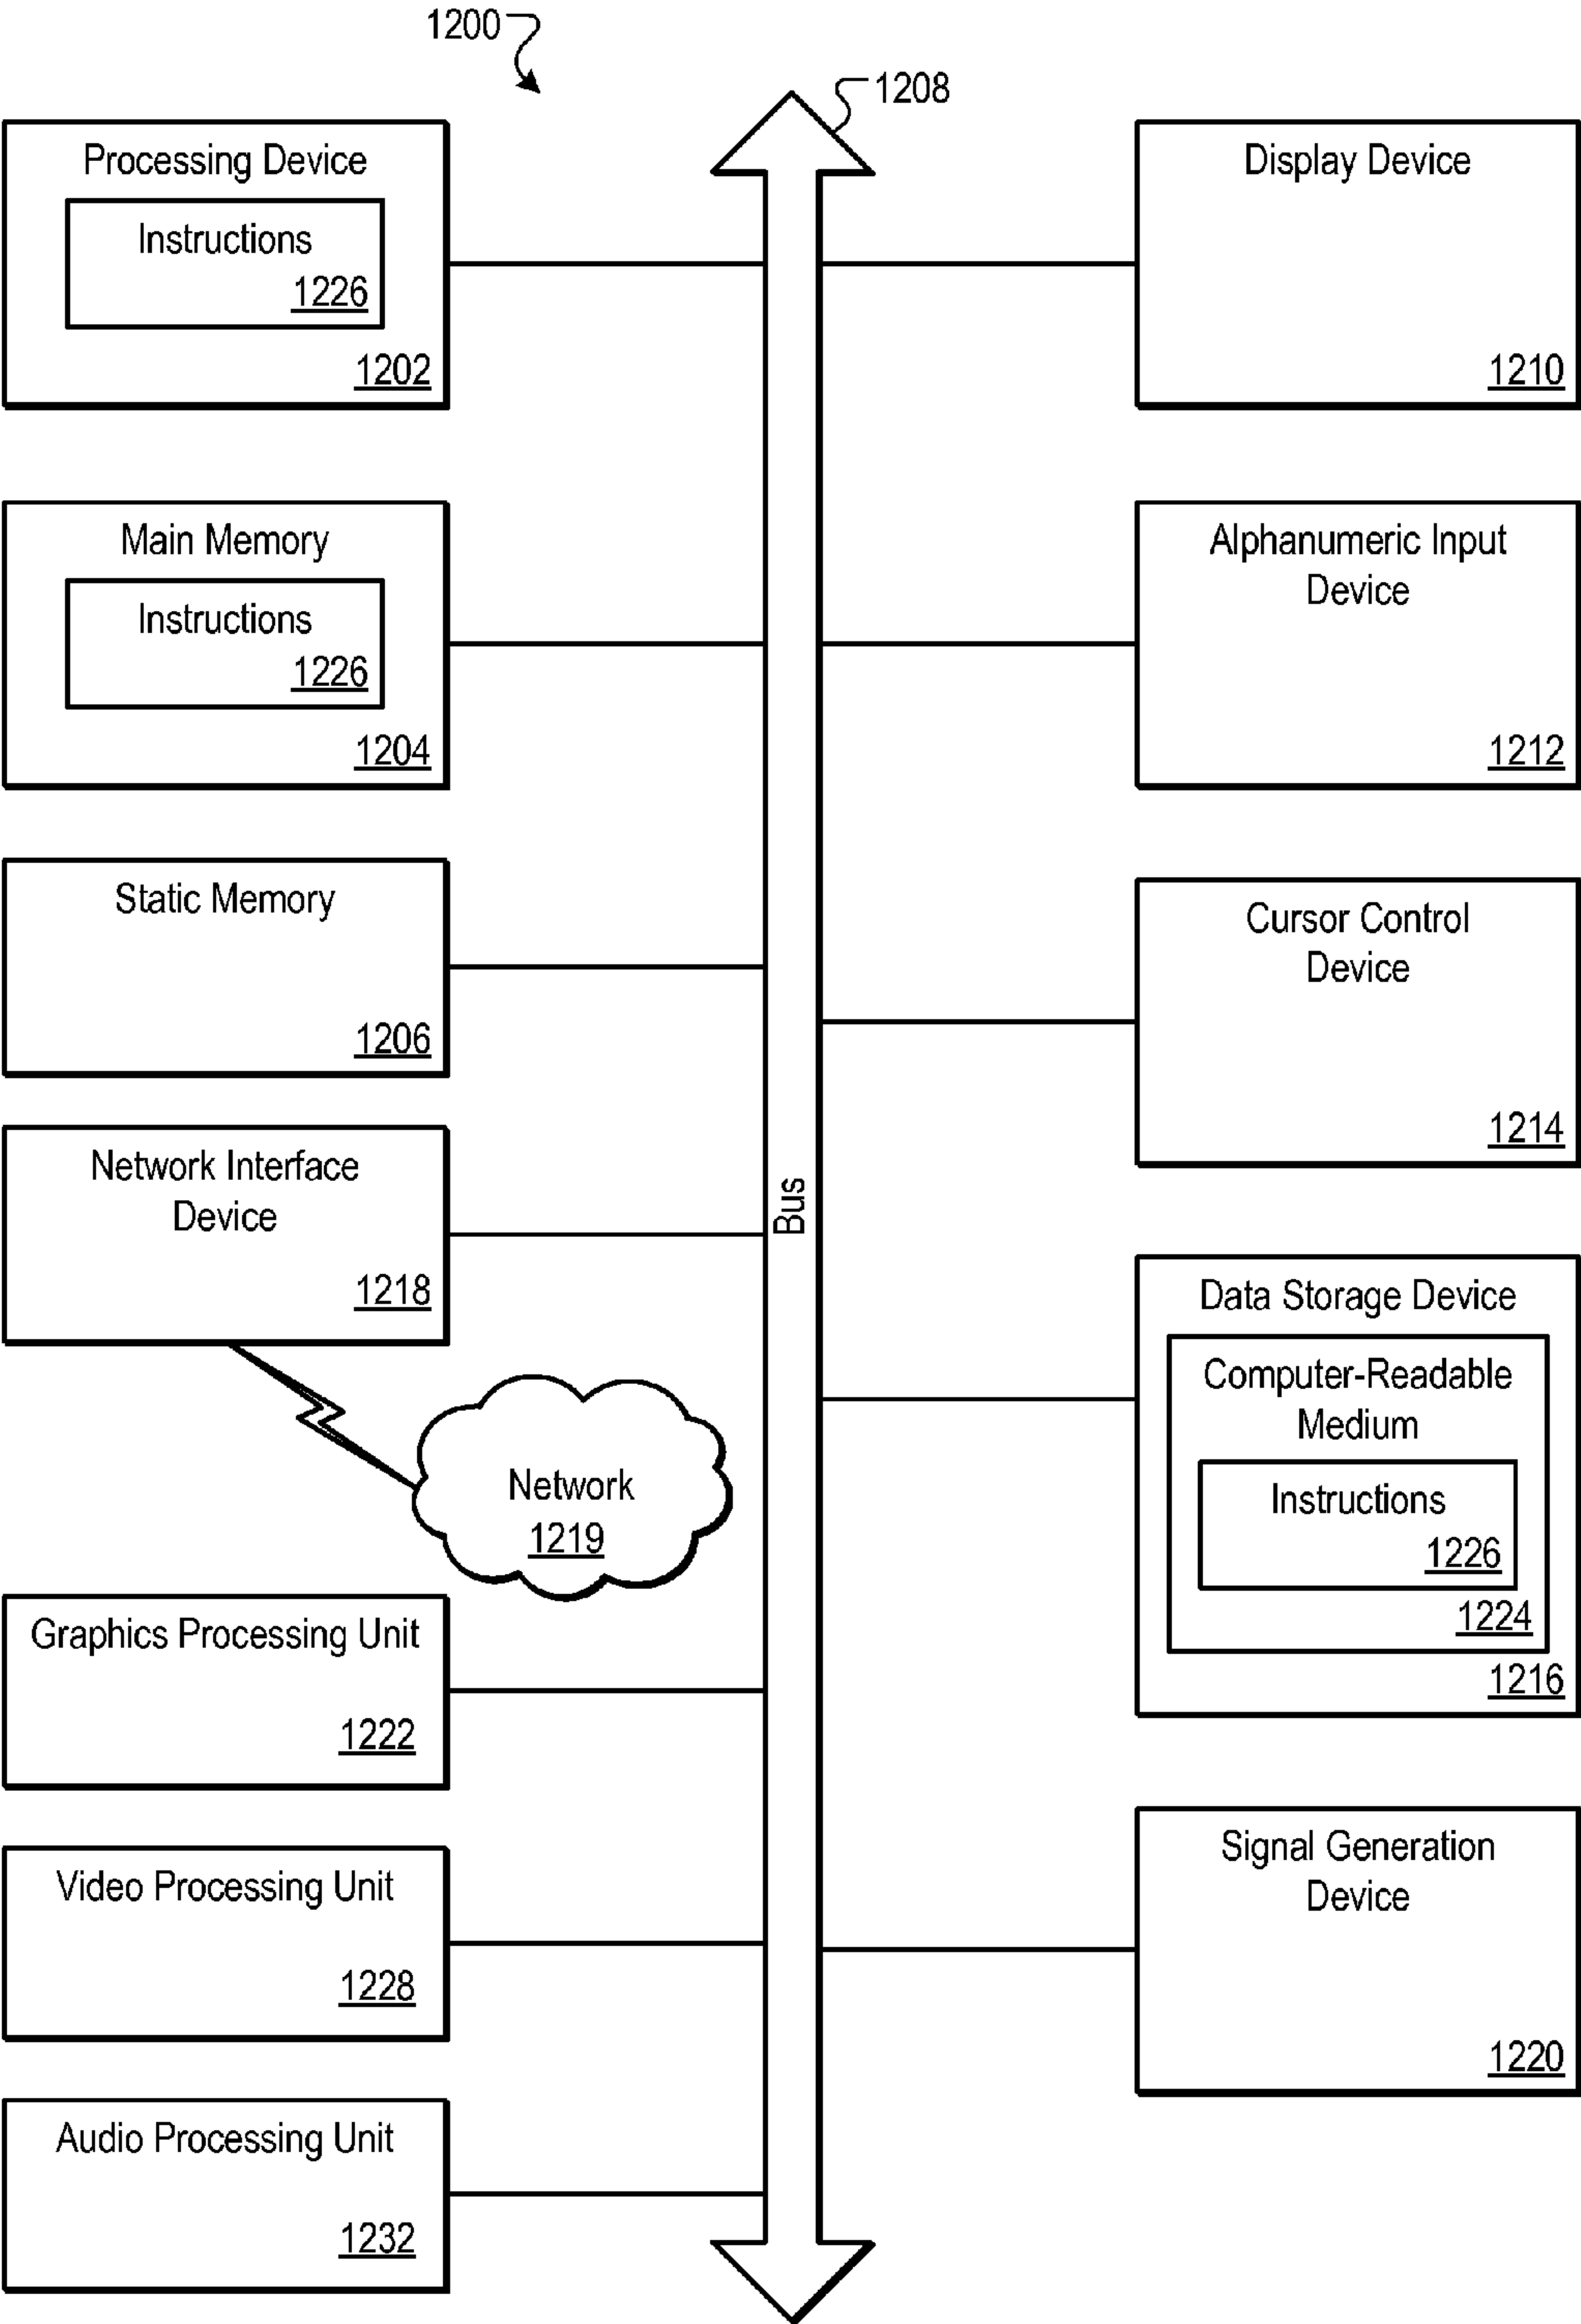 1200
1208
Processing Device
Instructions
1226
1202
Main Memory
Instructions
1226
1204
Static Memory
1206
Network Interface
Device
1218
Network
1219
Graphics Processing Unit
1222
Video Processing Unit
1228
Audio Processing Unit
1232
Bus
Display Device
1210
Alphanumeric Input
Device
1212
Cursor Control
Device
1214
Data Storage Device
Computer-Readable
Medium
Instructions
1226
1224
1216
Signal Generation
Device
1220